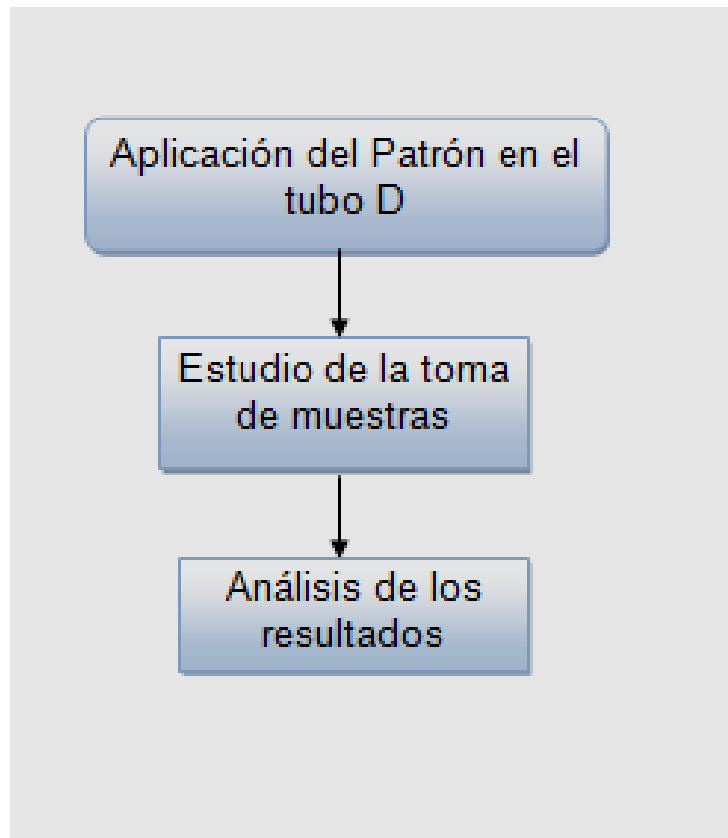 Aplicación del Patrón en el
tubo D
Estudio de la toma
de muestras
Análisis de los
resultados